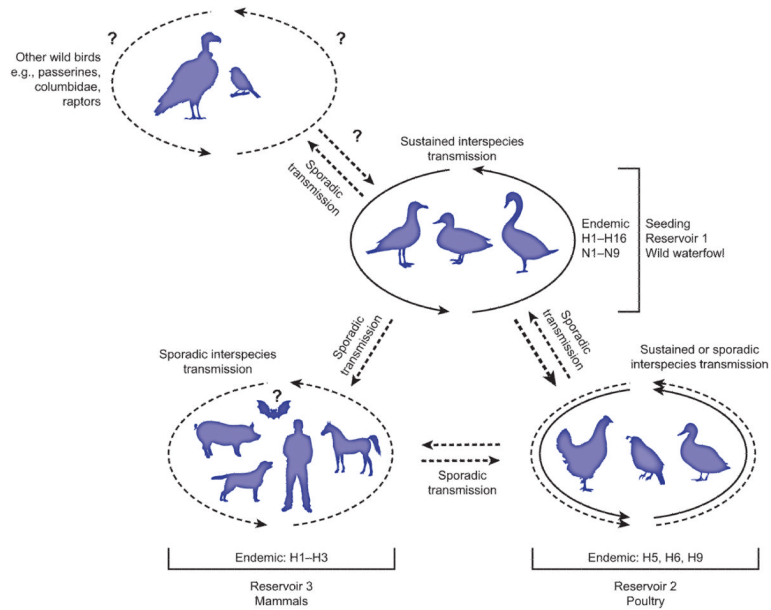 ?
?
Other wild birds
e.g., passerines,
columbidae,
raptors
?
Sporadic
transmission
Sustained interspecies
transmission
Endemic
H1–H16
N1–N9
Seeding
Reservoir 1
Wild waterfowl
Sporadic
transmission
Sporadic
transmission
Sporadic interspecies
transmission
Sustained or sporadic
interspecies transmission
?
Sporadic
transmission
Endemic: H1–H3
Endemic: H5, H6, H9
Reservoir 3
Mammals
Reservoir 2
Poultry